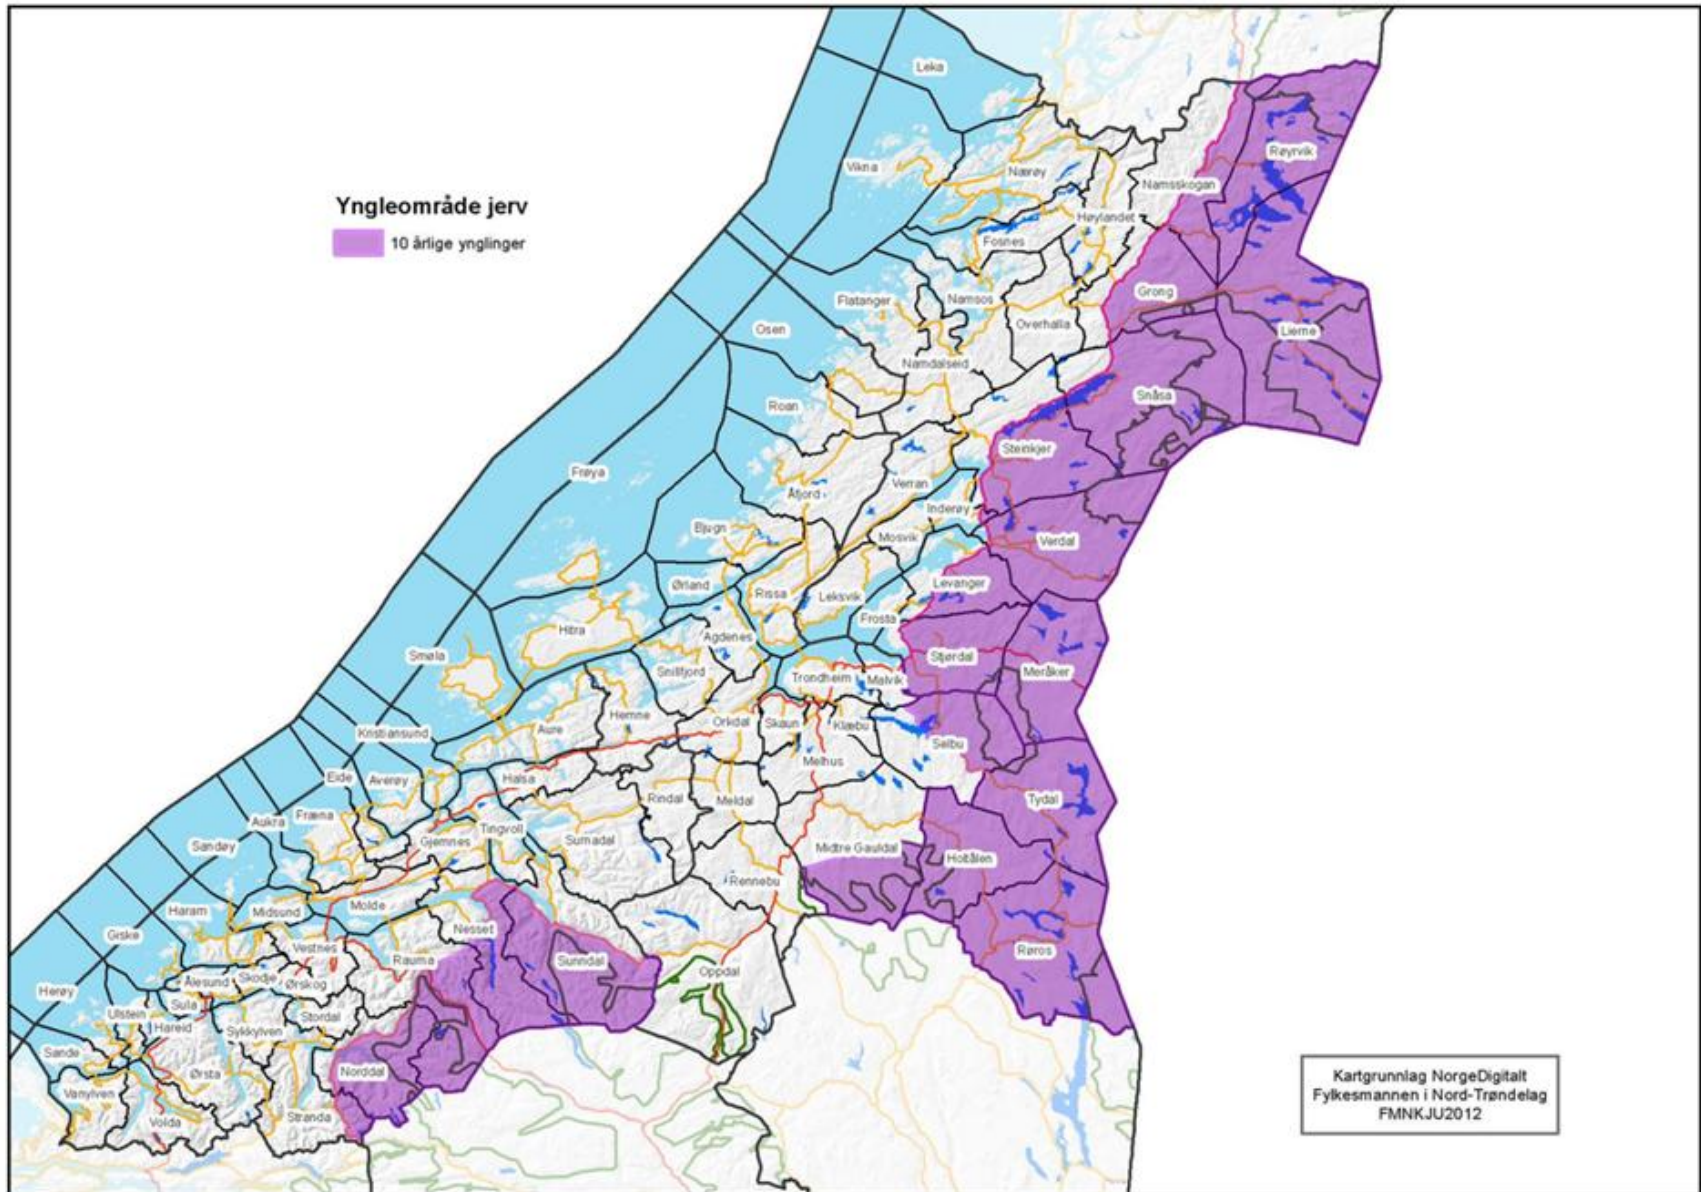 Leka
Vikna
Nærøy
Røyrvik
Namsskogan
Yngleområde jerv
10 årlige ynglinger
Høylandet
Fosnes
Flatanger
Namsos
Grong
Osen
Overhalla
Lierne
Namdalseid
Snåsa
Roan
Steinkjer
Frøya
Verran
Åfjord
Inderøy
Bjugn
Mosvik
Verdal
Ørland
Rissa
Leksvik
Levanger
Frosta
Hitra
Agdenes
Smøla
Snillfjord
Trondheim
Malvik
Stjørdal
Meråker
Hemne
Kristiansund
Aure
Orkdal
Skaun
Klæbu
Selbu
Melhus
Eide
Averøy
Halsa
Rindal
Meldal
Tydal
Aukra
Fræna
Sandøy
Gjemnes
Tingvoll
Surnadal
Midtre Gauldal
Holtålen
Rennebu
Haram
Midsund
Molde
Giske
Nesset
Vestnes
Rauma
Sunndal
Oppdal
Røros
Herøy
Ålesund
Skodje
Ørskog
Sula
Ulstein
Hareid
Sykkylven
Stordal
Sande
Ørsta
Norddal
Vanylven
Volda
Stranda
Kartgrunnlag NorgeDigitalt
Fylkesmannen i Nord-Trøndelag
FMNKJU2012